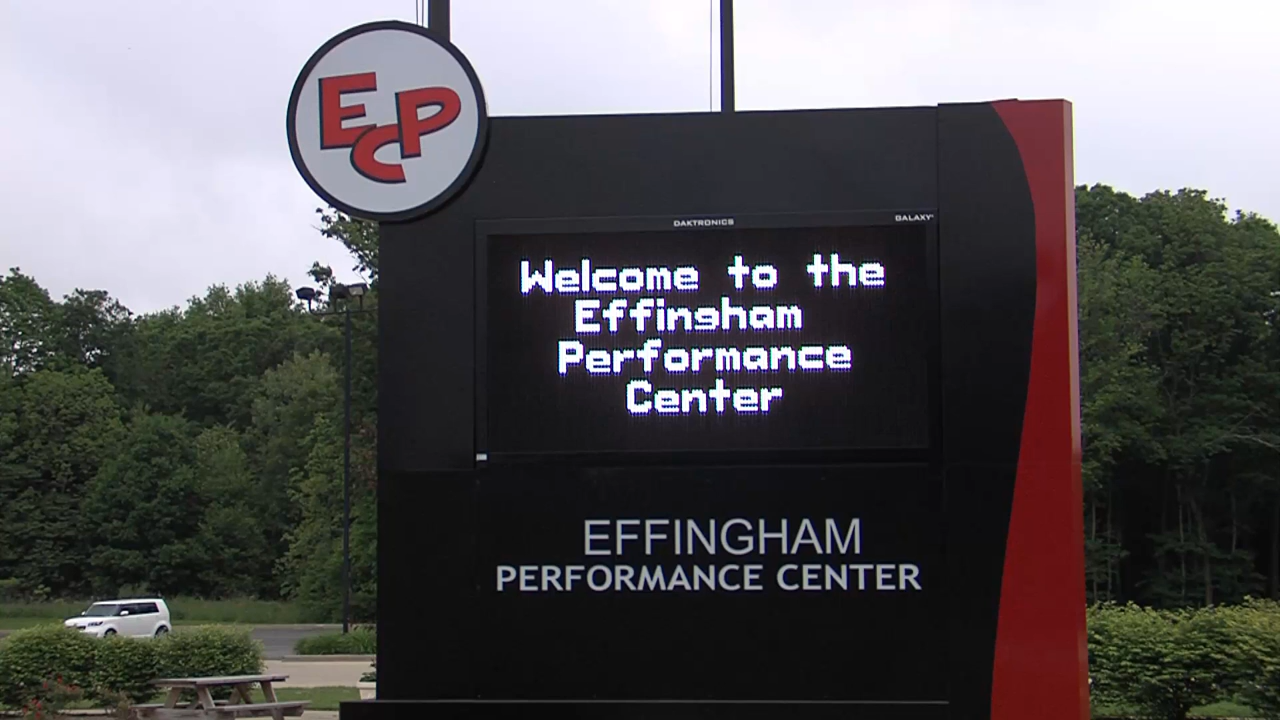 ECP
DAKTRONICS GALAXY
Welcome to the
Effingham
Performance
Center
EFFINGHAM
PERFORMANCE CENTER